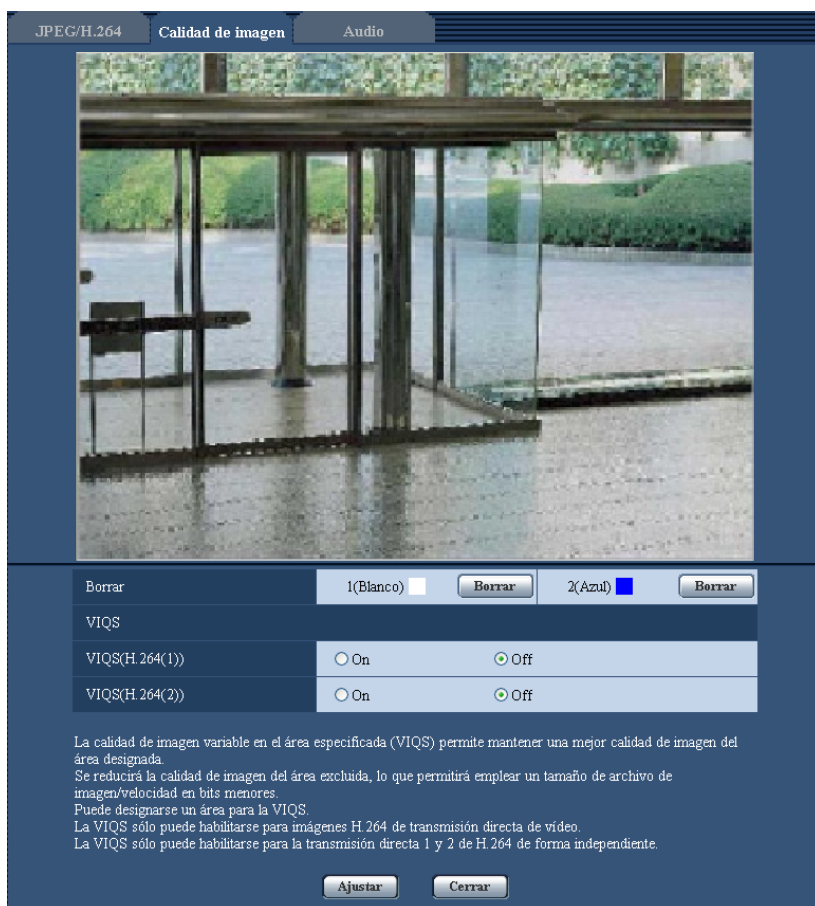 JPEG/H.264 Calidad de imagen Audio
Borrar 1(Blanco) Borrar 2(Azul) Borrar
VIQS
VIQS(H.264(1)) On Off
VIQS(H.264(2)) On Off
La calidad de imagen variable en el área especificada (VIQS) permite mantener una mejor calidad de imagen del
área designada.
Se reducirá la calidad de imagen del área excluida, lo que permitirá emplear un tamaño de archivo de
imagen/velocidad en bits menores.
Puede designarse un área para la VIQS.
La VIQS sólo puede habilitarse para imágenes H.264 de transmisión directa de vídeo.
La VIQS sólo puede habilitarse para la transmisión directa 1 y 2 de H.264 de forma independiente.
Ajustar Cerrar